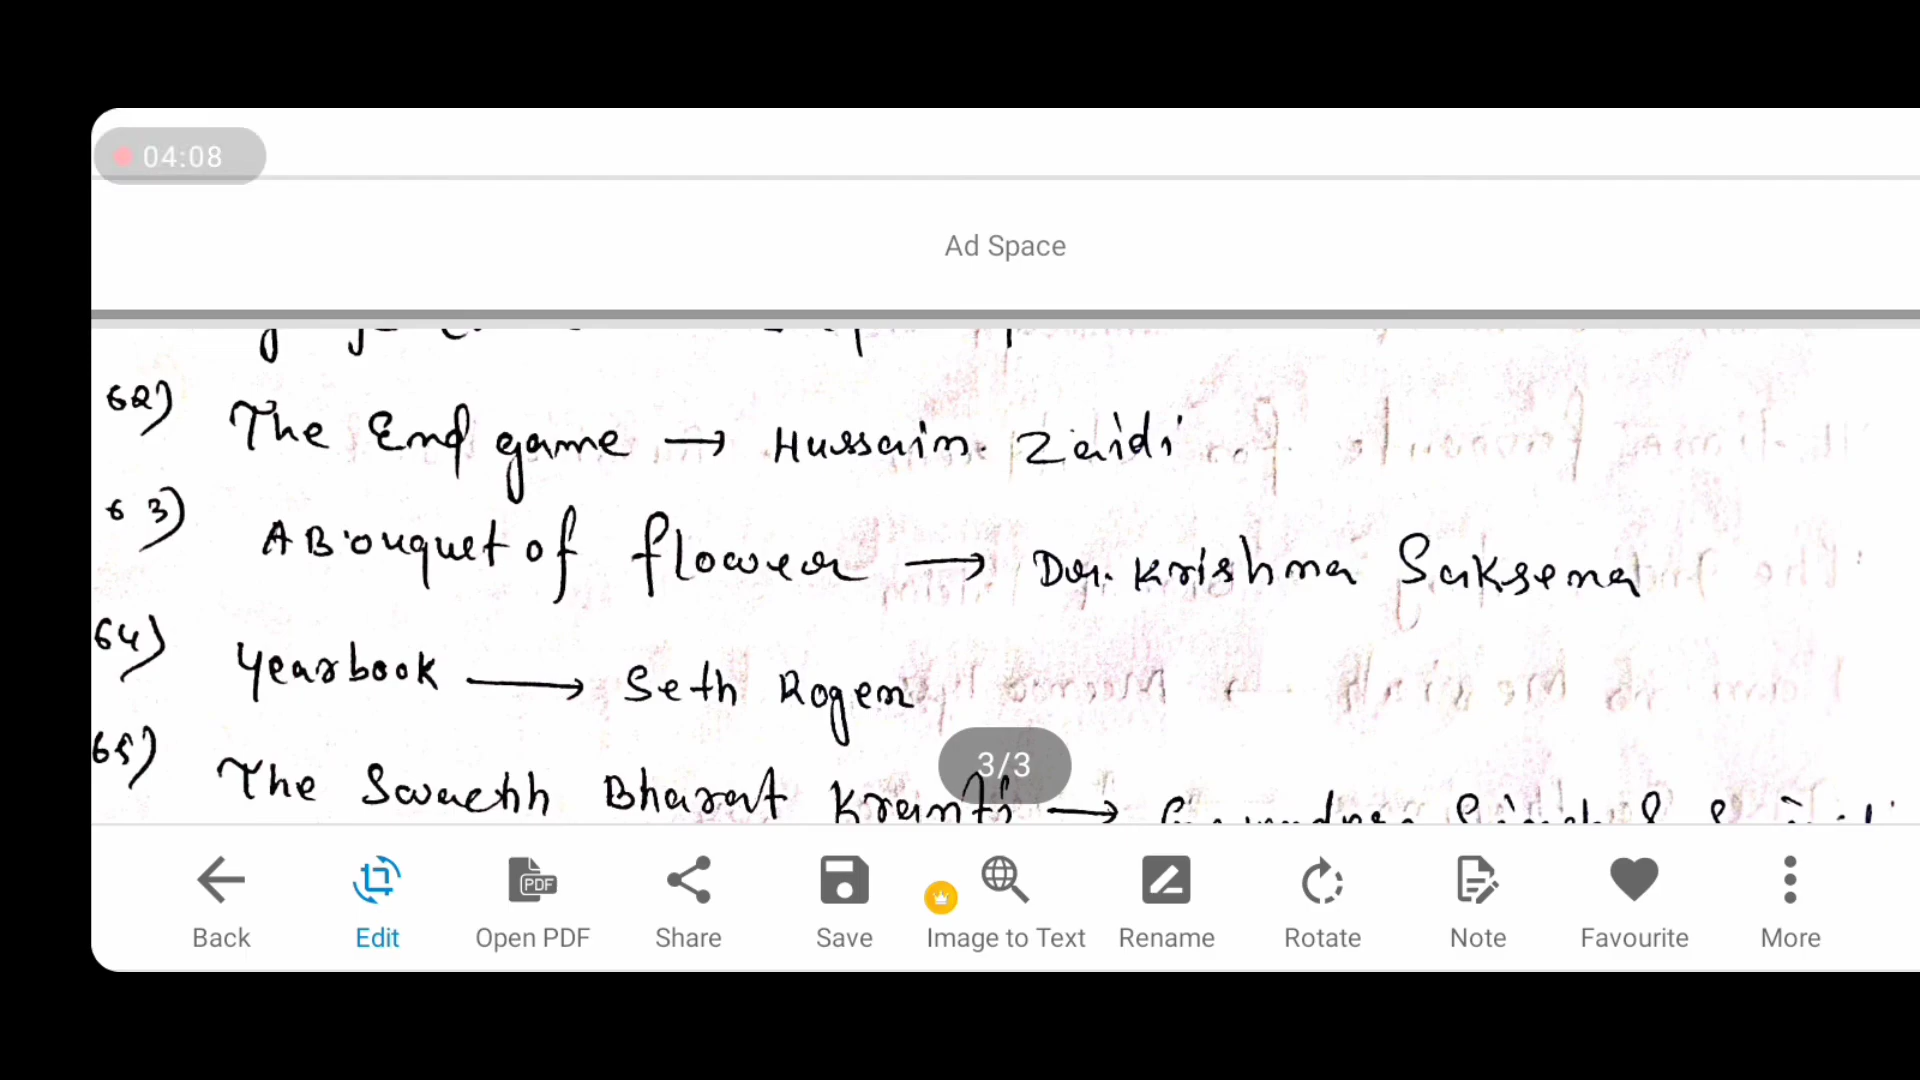 04:08
Ad Space
62) The End game → Hussain. Zaidi
63) A Bouquet of flower → Dr. Krishna Saksena
64) Yearbook → Seth Rogen
3/3
65) The Swachh Bharat Kranti →
Back Edit Open PDF Share Save Image to Text Rename Rotate Note Favourite More